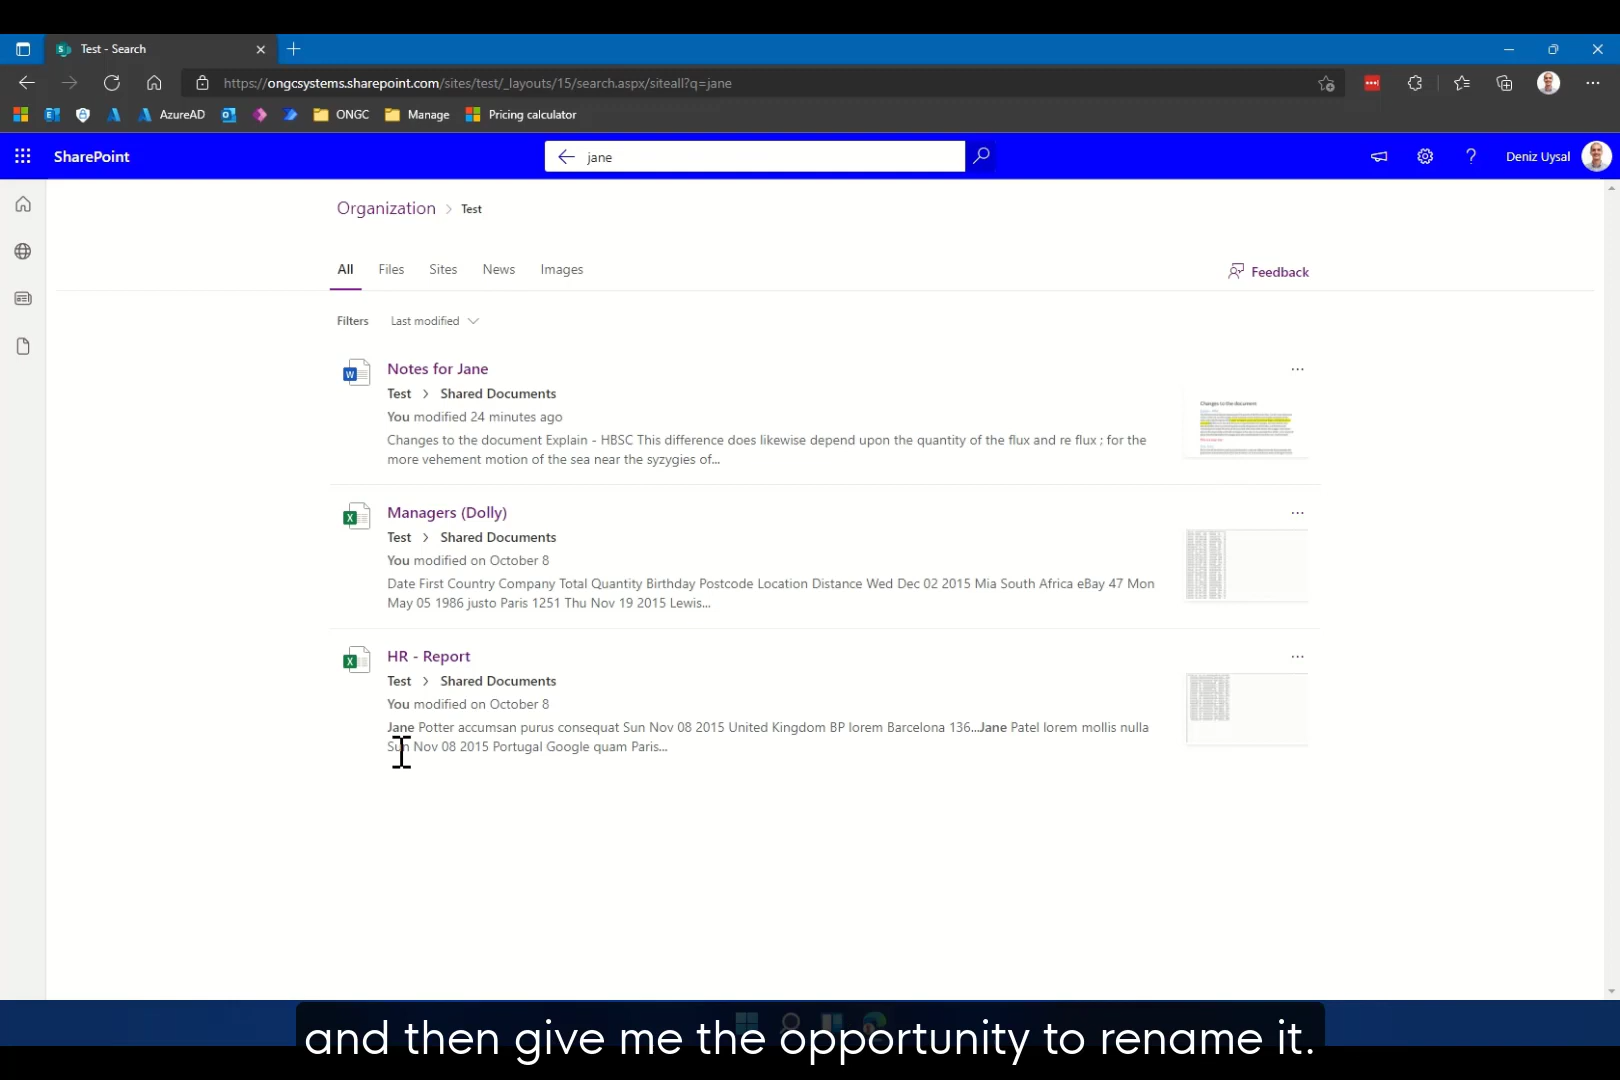 Test - Search
https://ongcsystems.sharepoint.com/sites/test/_layouts/15/search.aspx/siteall?q=jane
AzureAD
ONGC
Manage
Pricing calculator
SharePoint
jane
Deniz Uysal
Organization > Test
All Files Sites News Images
Feedback
Filters Last modified
Notes for Jane
Test > Shared Documents
You modified 24 minutes ago
Changes to the document Explain - HBSC This difference does likewise depend upon the quantity of the flux and re flux ; for the
more vehement motion of the sea near the syzygies of...
Changes to the document
Managers (Dolly)
Test > Shared Documents
You modified on October 8
Date First Country Company Total Quantity Birthday Postcode Location Distance Wed Dec 02 2015 Mia South Africa eBay 47 Mon
May 05 1986 justo Paris 1251 Thu Nov 19 2015 Lewis...
HR - Report
Test > Shared Documents
You modified on October 8
Jane Potter accumsan purus consequat Sun Nov 08 2015 United Kingdom BP lorem Barcelona 136...Jane Patel lorem mollis nulla
Sun Nov 08 2015 Portugal Google quam Paris...
and then give me the opportunity to rename it.